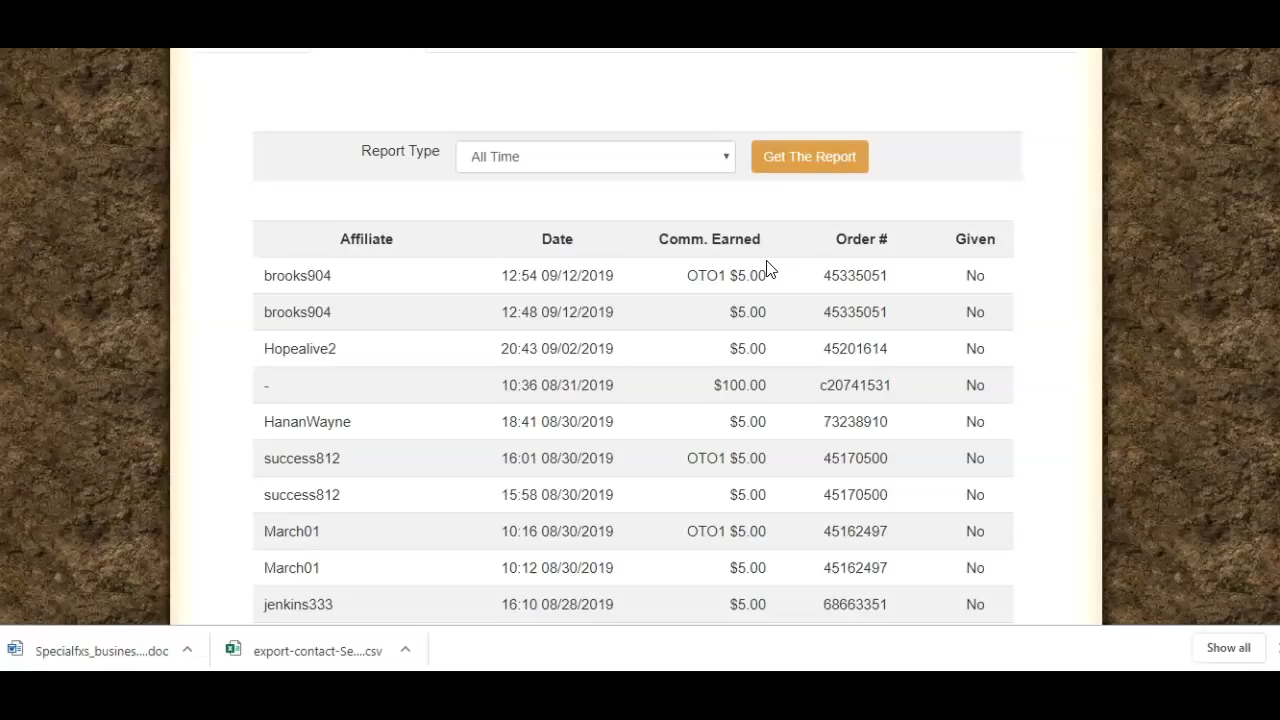 Report Type All Time Get The Report
Affiliate Date Comm. Earned Order # Given
brooks904 12:54 09/12/2019 OTO1 $5.00 45335051 No
brooks904 12:48 09/12/2019 $5.00 45335051 No
Hopealive2 20:43 09/02/2019 $5.00 45201614 No
- 10:36 08/31/2019 $100.00 c20741531 No
HananWayne 18:41 08/30/2019 $5.00 73238910 No
success812 16:01 08/30/2019 OTO1 $5.00 45170500 No
success812 15:58 08/30/2019 $5.00 45170500 No
March01 10:16 08/30/2019 OTO1 $5.00 45162497 No
March01 10:12 08/30/2019 $5.00 45162497 No
jenkins333 16:10 08/28/2019 $5.00 68663351 No
Specialfxs_busines....doc export-contact-Se....csv Show all